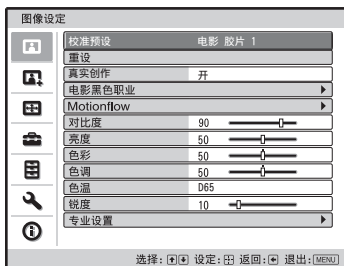 图像设定
校准预设 电影 胶片 1
重设
真实创作 开
电影黑色职业
Motionflow
对比度 90
亮度 50
色彩 50
色调 50
色温 D65
锐度 10
专业设置
选择: 设定: 返回: 退出: MENU